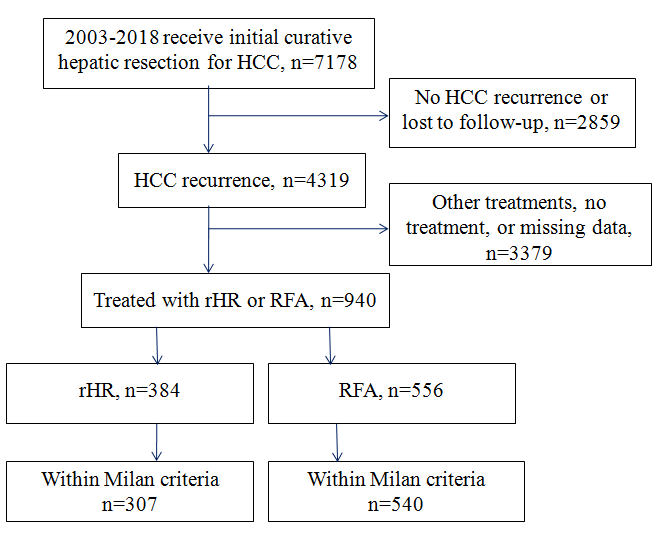 2003-2018 receive initial curative
hepatic resection for HCC, n=7178
No HCC recurrence or
lost to follow-up, n=2859
HCC recurrence, n=4319
Other treatments, no
treatment, or missing data,
n=3379
Treated with rHR or RFA, n=940
rHR, n=384
RFA, n=556
Within Milan criteria
n=307
Within Milan criteria
n=540